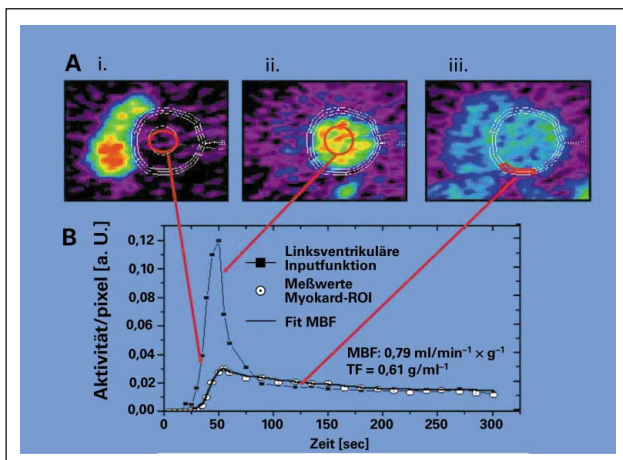 A i. ii. iii.
B
Aktivität/pixel [a. U.]
0,12
0,10
0,08
0,06
0,04
0,02
0,00
Linksventrikuläre
Inputfunktion
Meßwerte
Myokard-ROI
Fit MBF
MBF: 0,79 ml/min⁻¹ × g⁻¹
TF = 0,61 g/ml⁻¹
0 50 100 150 200 250 300
Zeit [sec]